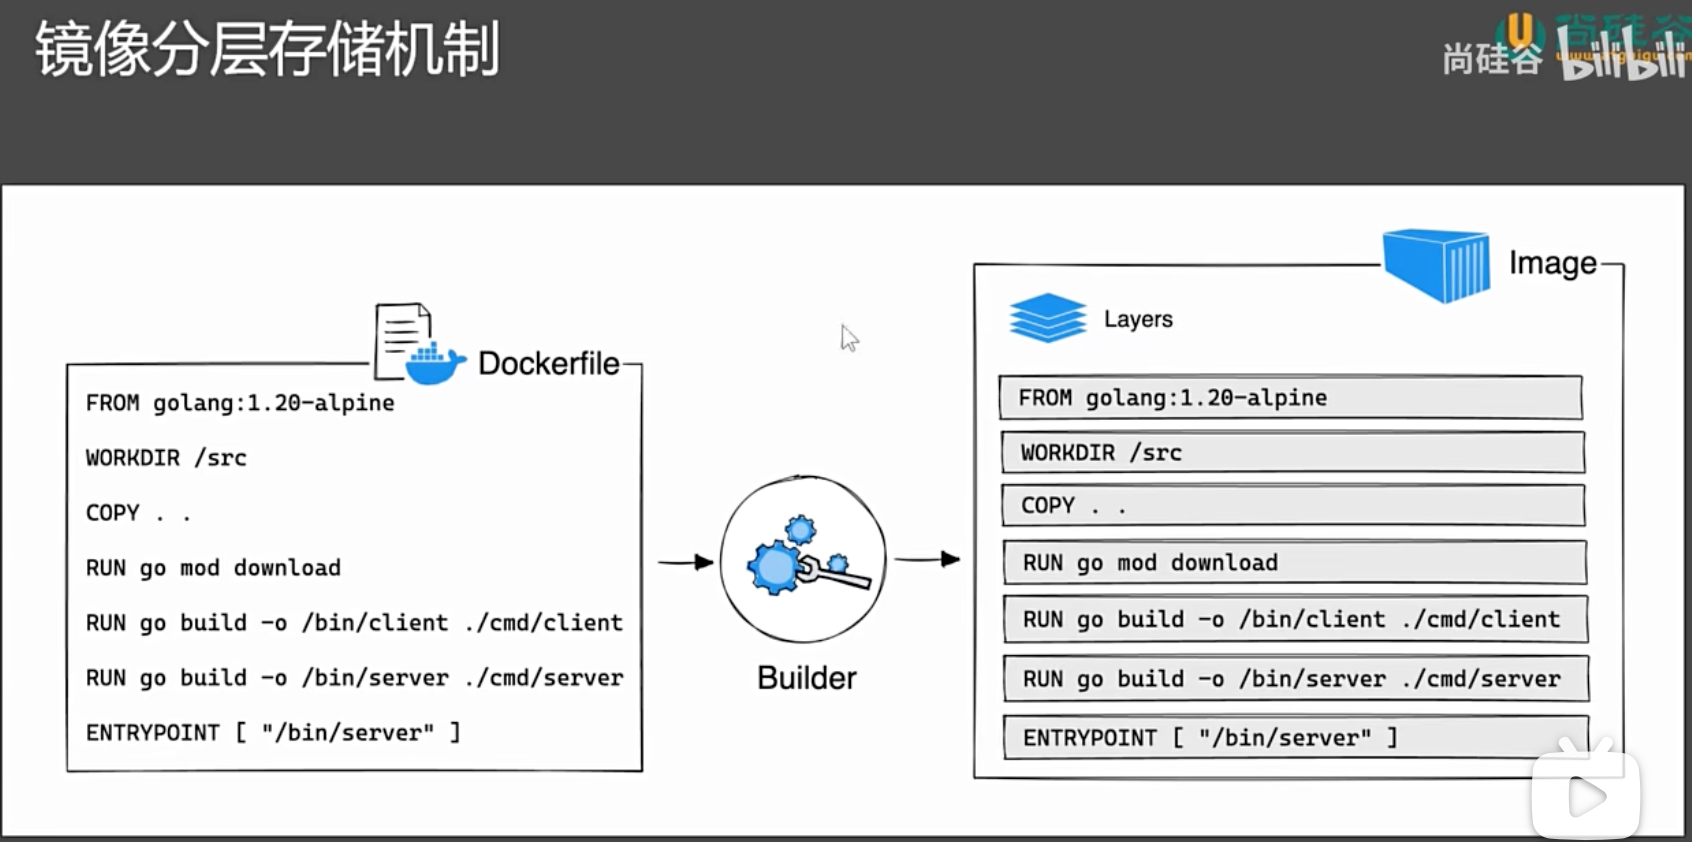 镜像分层存储机制
尚硅谷 bilibili
Dockerfile
FROM golang:1.20-alpine
WORKDIR /src
COPY . .
RUN go mod download
RUN go build -o /bin/client ./cmd/client
RUN go build -o /bin/server ./cmd/server
ENTRYPOINT [ "/bin/server" ]
Builder
Image
Layers
FROM golang:1.20-alpine
WORKDIR /src
COPY . .
RUN go mod download
RUN go build -o /bin/client ./cmd/client
RUN go build -o /bin/server ./cmd/server
ENTRYPOINT [ "/bin/server" ]